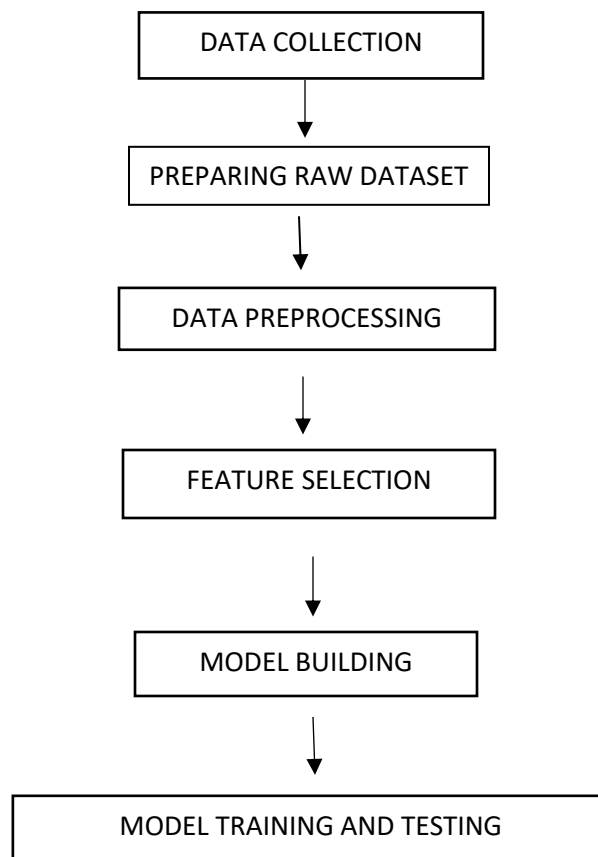 DATA COLLECTION
PREPARING RAW DATASET
DATA PREPROCESSING
FEATURE SELECTION
MODEL BUILDING
MODEL TRAINING AND TESTING